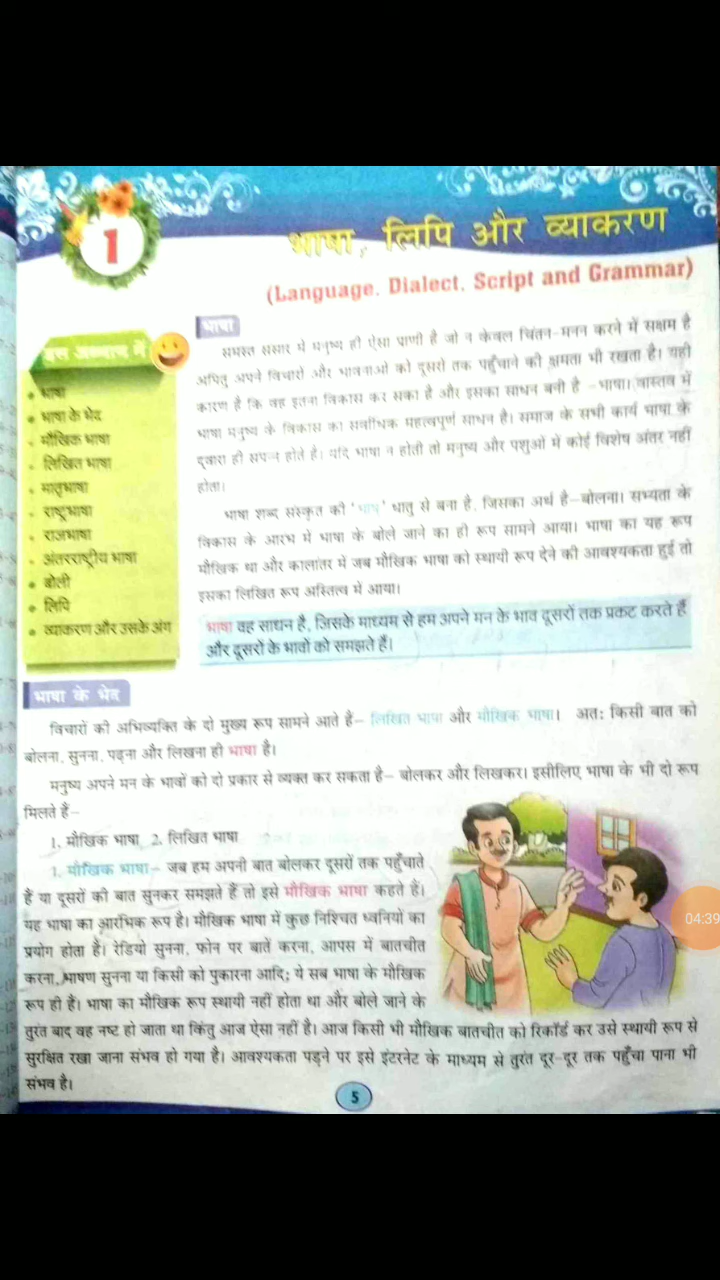 1
भाषा, लिपि और व्याकरण
(Language, Dialect, Script and Grammar)
इस अध्याय में
• भाषा
• भाषा के भेद
• मौखिक भाषा
• लिखित भाषा
• मातृभाषा
• राष्ट्रभाषा
• राजभाषा
• अंतरराष्ट्रीय भाषा
• बोली
• लिपि
• व्याकरण और उसके अंग
भाषा
समस्त संसार में मनुष्य ही ऐसा प्राणी है जो न केवल चिंतन-मनन करने में सक्षम है
अपितु अपने विचारों और भावनाओं को दूसरों तक पहुँचाने की क्षमता भी रखता है। यही
कारण है कि वह इतना विकास कर सका है और इसका साधन बनी है -भाषा। वास्तव में
भाषा मनुष्य के विकास का सर्वाधिक महत्वपूर्ण साधन है। समाज के सभी कार्य भाषा के
द्वारा ही संपन्न होते हैं। यदि भाषा न होती तो मनुष्य और पशुओं में कोई विशेष अंतर नहीं
होता।
भाषा शब्द संस्कृत की 'भाष्' धातु से बना है, जिसका अर्थ है-बोलना। सभ्यता के
विकास के आरंभ में भाषा के बोले जाने का ही रूप सामने आया। भाषा का यह रूप
मौखिक था और कालांतर में जब मौखिक भाषा को स्थायी रूप देने की आवश्यकता हुई तो
इसका लिखित रूप अस्तित्व में आया।
भाषा वह साधन है, जिसके माध्यम से हम अपने मन के भाव दूसरों तक प्रकट करते हैं
और दूसरों के भावों को समझते हैं।
भाषा के भेद
विचारों की अभिव्यक्ति के दो मुख्य रूप सामने आते हैं- लिखित भाषा और मौखिक भाषा। अतः किसी बात को
बोलना, सुनना, पढ़ना और लिखना ही भाषा है।
मनुष्य अपने मन के भावों को दो प्रकार से व्यक्त कर सकता है- बोलकर और लिखकर। इसीलिए भाषा के भी दो रूप
मिलते हैं-
1. मौखिक भाषा 2. लिखित भाषा
1. मौखिक भाषा- जब हम अपनी बात बोलकर दूसरों तक पहुँचाते
हैं या दूसरों की बात सुनकर समझते हैं तो इसे मौखिक भाषा कहते हैं।
यह भाषा का आरंभिक रूप है। मौखिक भाषा में कुछ निश्चित ध्वनियों का
प्रयोग होता है। रेडियो सुनना, फोन पर बातें करना, आपस में बातचीत
करना, भाषण सुनना या किसी को पुकारना आदि; ये सब भाषा के मौखिक
रूप ही हैं। भाषा का मौखिक रूप स्थायी नहीं होता था और बोले जाने के
तुरंत बाद वह नष्ट हो जाता था किंतु आज ऐसा नहीं है। आज किसी भी मौखिक बातचीत को रिकॉर्ड कर उसे स्थायी रूप से
सुरक्षित रखा जाना संभव हो गया है। आवश्यकता पड़ने पर इसे इंटरनेट के माध्यम से तुरंत दूर-दूर तक पहुँचा पाना भी
संभव है।
5
04:39